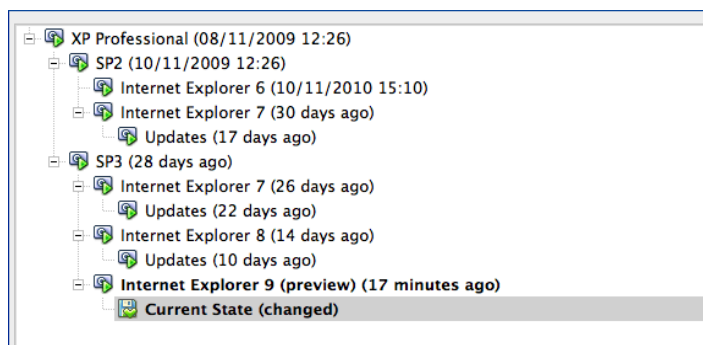 XP Professional (08/11/2009 12:26)
SP2 (10/11/2009 12:26)
Internet Explorer 6 (10/11/2010 15:10)
Internet Explorer 7 (30 days ago)
Updates (17 days ago)
SP3 (28 days ago)
Internet Explorer 7 (26 days ago)
Updates (22 days ago)
Internet Explorer 8 (14 days ago)
Updates (10 days ago)
Internet Explorer 9 (preview) (17 minutes ago)
Current State (changed)